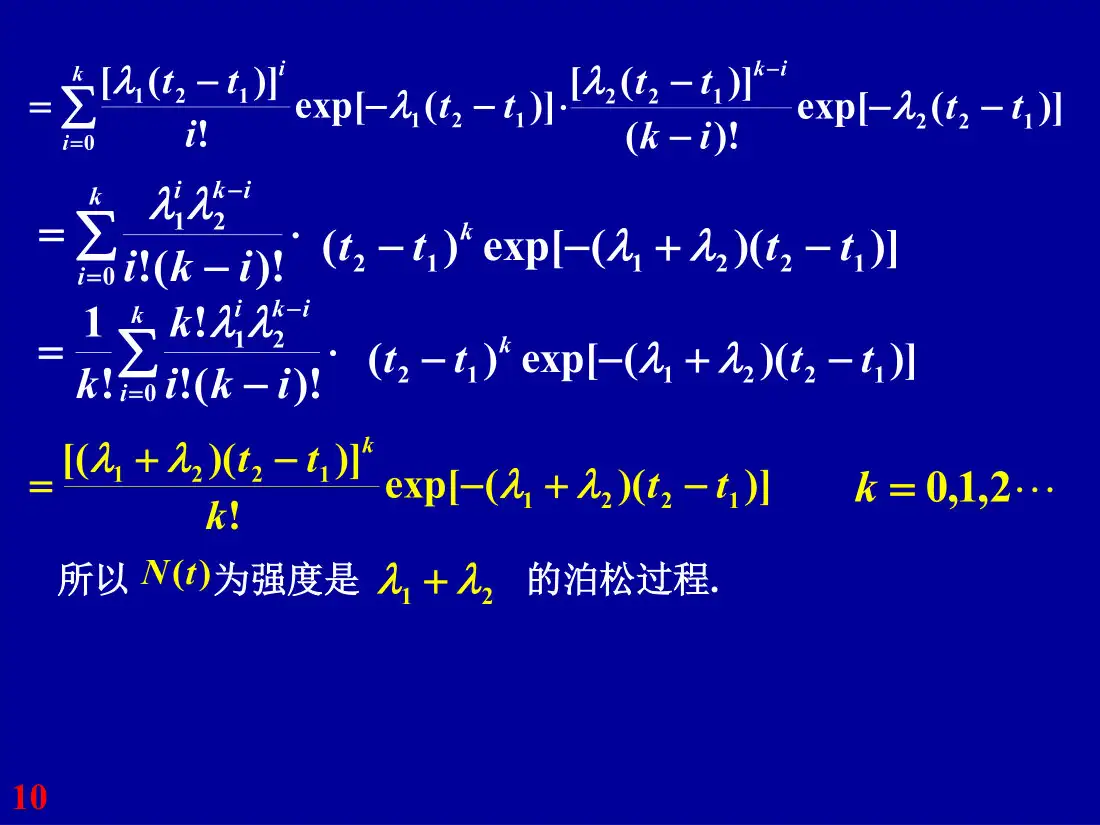 $= \sum_{i=0}^{k} \frac{[\lambda_1(t_2-t_1)]^i}{i!} \exp[-\lambda_1(t_2-t_1)] \cdot \frac{[\lambda_2(t_2-t_1)]^{k-i}}{(k-i)!} \exp[-\lambda_2(t_2-t_1)]$
$= \sum_{i=0}^{k} \frac{\lambda_1^i \lambda_2^{k-i}}{i!(k-i)!} \cdot (t_2-t_1)^k \exp[-(\lambda_1+\lambda_2)(t_2-t_1)]$
$= \frac{1}{k!} \sum_{i=0}^{k} \frac{k! \lambda_1^i \lambda_2^{k-i}}{i!(k-i)!} \cdot (t_2-t_1)^k \exp[-(\lambda_1+\lambda_2)(t_2-t_1)]$
$= \frac{[(\lambda_1+\lambda_2)(t_2-t_1)]^k}{k!} \exp[-(\lambda_1+\lambda_2)(t_2-t_1)] \quad k=0,1,2\cdots$
所以 $N(t)$ 为强度是 $\lambda_1+\lambda_2$ 的泊松过程.
10